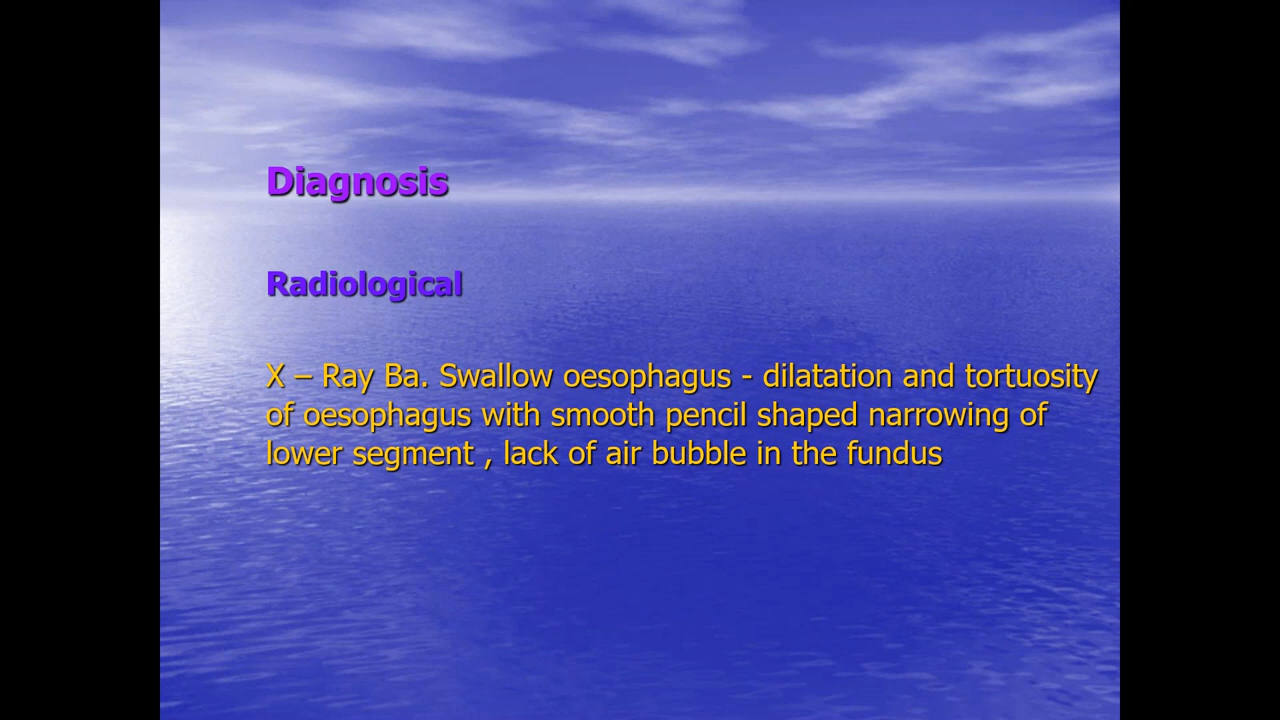 Diagnosis
Radiological
X – Ray Ba. Swallow oesophagus - dilatation and tortuosity
of oesophagus with smooth pencil shaped narrowing of
lower segment , lack of air bubble in the fundus